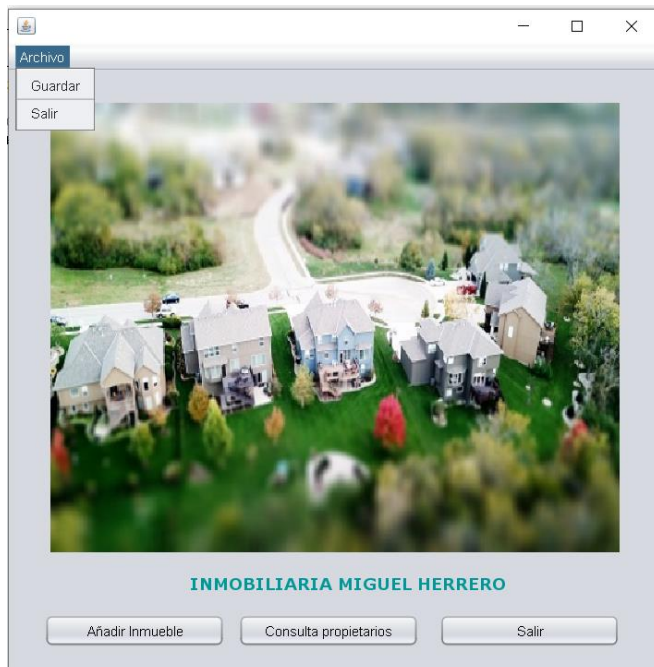 Archivo
Guardar
Salir
INMOBILIARIA MIGUEL HERRERO
Añadir Inmueble
Consulta propietarios
Salir